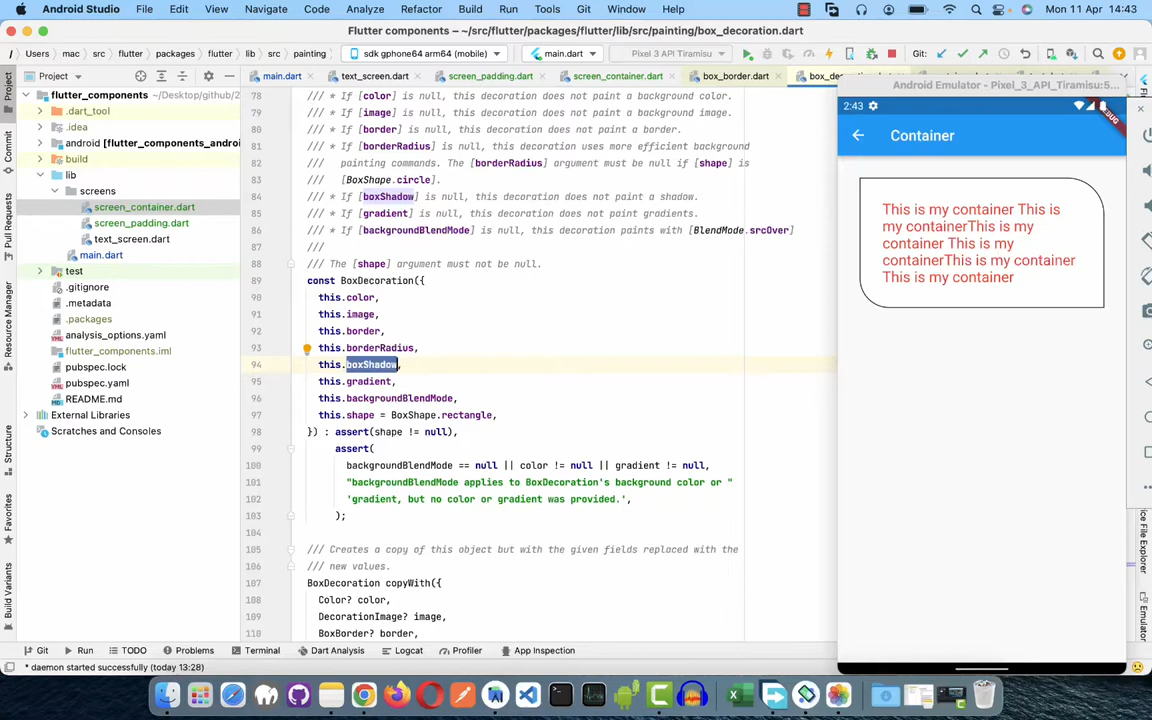 Android Studio File Edit View Navigate Code Analyze Refactor Build Run Tools Git Window Help Mon 11 Apr 14:43
Flutter components – ~/src/flutter/packages/flutter/lib/src/painting/box_decoration.dart
/ Users mac src flutter packages flutter lib src painting sdk gphone64 arm64 (mobile) main.dart Pixel 3 API Tiramisu Git:
Project
main.dart text_screen.dart screen_padding.dart screen_container.dart box_border.dart
Android Emulator - Pixel_3_API_Tiramisu:5...
flutter_components ~/Desktop/github/2
.dart_tool
.idea
android [flutter_components_androi
build
lib
screens
screen_container.dart
screen_padding.dart
text_screen.dart
main.dart
test
.gitignore
.metadata
.packages
analysis_options.yaml
flutter_components.iml
pubspec.lock
pubspec.yaml
README.md
External Libraries
Scratches and Consoles
Project
Commit
Pull Requests
Resource Manager
Structure
Favorites
Build Variants
78 /// * If [color] is null, this decoration does not paint a background color.
79 /// * If [image] is null, this decoration does not paint a background image.
80 /// * If [border] is null, this decoration does not paint a border.
81 /// * If [borderRadius] is null, this decoration uses more efficient background
82 /// painting commands. The [borderRadius] argument must be null if [shape] is
83 /// [BoxShape.circle].
84 /// * If [boxShadow] is null, this decoration does not paint a shadow.
85 /// * If [gradient] is null, this decoration does not paint gradients.
86 /// * If [backgroundBlendMode] is null, this decoration paints with [BlendMode.srcOver]
87 ///
88 /// The [shape] argument must not be null.
89 const BoxDecoration({
90 this.color,
91 this.image,
92 this.border,
93 this.borderRadius,
94 this.boxShadow,
95 this.gradient,
96 this.backgroundBlendMode,
97 this.shape = BoxShape.rectangle,
98 }) : assert(shape != null),
99 assert(
100 backgroundBlendMode == null || color != null || gradient != null,
101 "backgroundBlendMode applies to BoxDecoration's background color or "
102 'gradient, but no color or gradient was provided.',
103 );
104
105 /// Creates a copy of this object but with the given fields replaced with the
106 /// new values.
107 BoxDecoration copyWith({
108 Color? color,
109 DecorationImage? image,
110 BoxBorder? border,
2:43
DEBUG
Container
This is my container This is
my containerThis is my
container This is my
containerThis is my container
This is my container
Emulator
Git Run TODO Problems Terminal Dart Analysis Logcat Profiler App Inspection
* daemon started successfully (today 13:28)